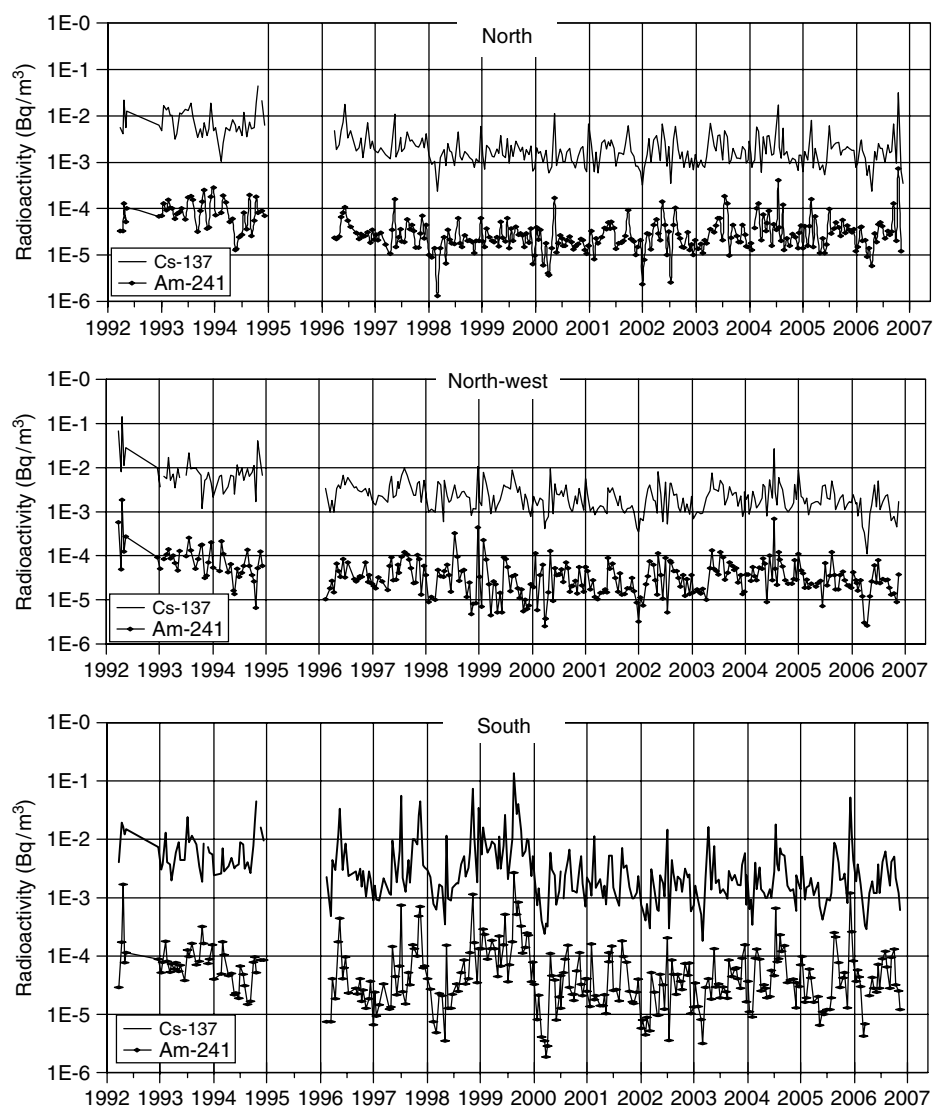 North
Radioactivity (Bq/m³)
1E-0
1E-1
1E-2
1E-3
1E-4
1E-5
1E-6
Cs-137
Am-241
1992 1993 1994 1995 1996 1997 1998 1999 2000 2001 2002 2003 2004 2005 2006 2007
North-west
Radioactivity (Bq/m³)
1E-0
1E-1
1E-2
1E-3
1E-4
1E-5
1E-6
Cs-137
Am-241
1992 1993 1994 1995 1996 1997 1998 1999 2000 2001 2002 2003 2004 2005 2006 2007
South
Radioactivity (Bq/m³)
1E-0
1E-1
1E-2
1E-3
1E-4
1E-5
1E-6
Cs-137
Am-241
1992 1993 1994 1995 1996 1997 1998 1999 2000 2001 2002 2003 2004 2005 2006 2007